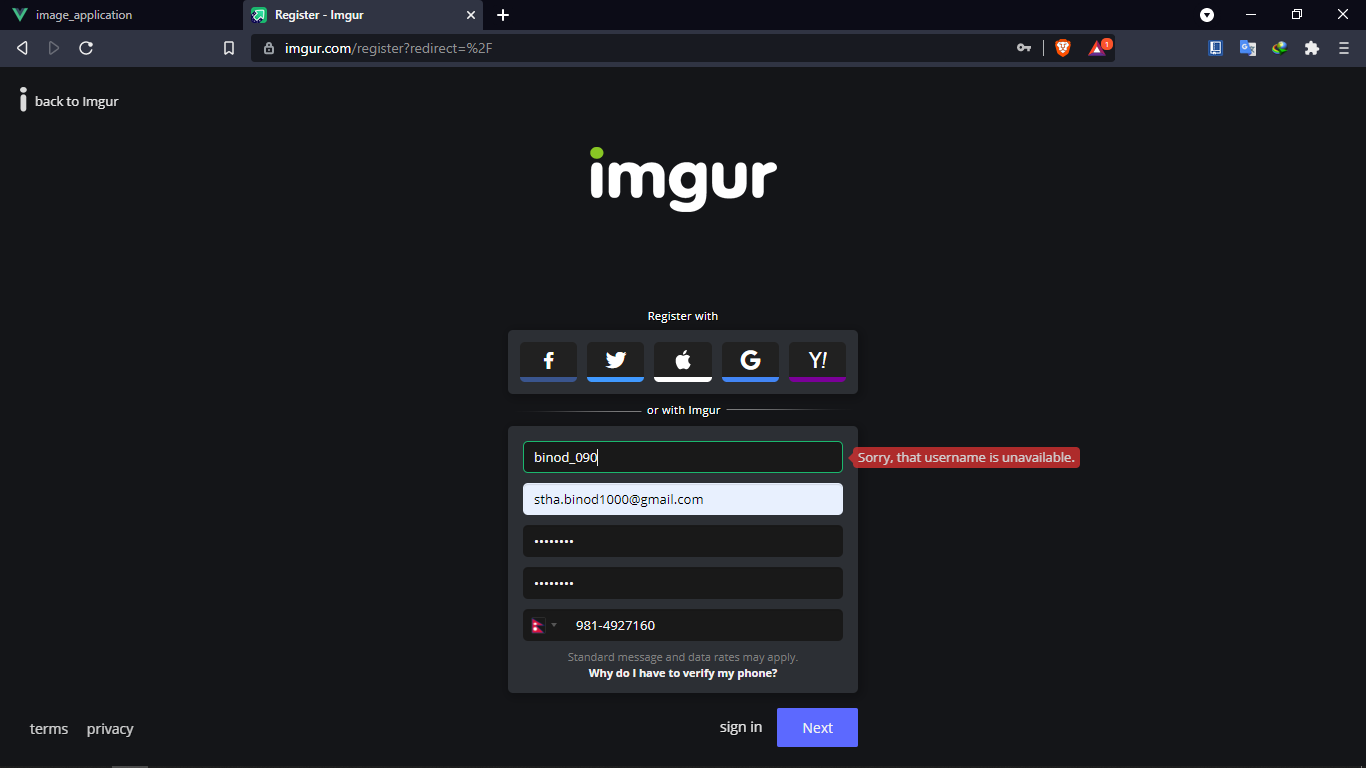 image_application
Register - Imgur
imgur.com/register?redirect=%2F
1
back to Imgur
imgur
Register with
f G Y!
or with Imgur
binod_090
Sorry, that username is unavailable.
stha.binod1000@gmail.com
••••••••
••••••••
981-4927160
Standard message and data rates may apply.
Why do I have to verify my phone?
terms privacy
sign in Next